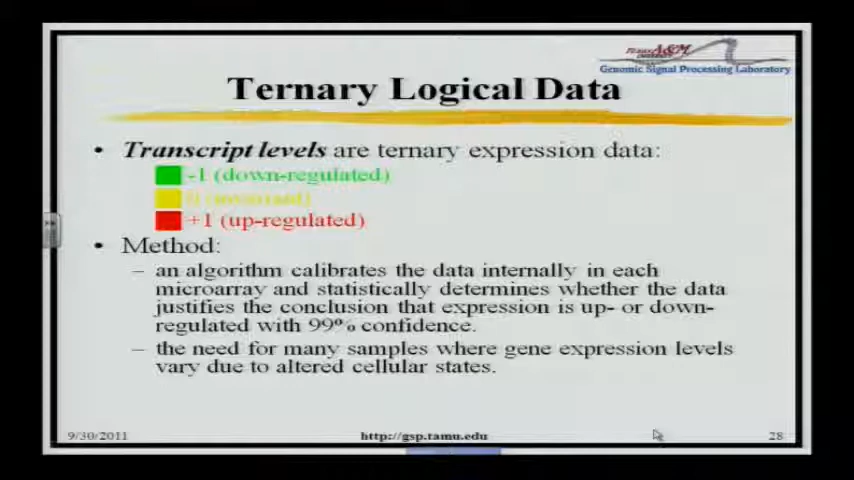 TEXAS A&M
UNIVERSITY
Genomic Signal Processing Laboratory
Ternary Logical Data
• Transcript levels are ternary expression data:
-1 (down-regulated)
0 (invariant)
+1 (up-regulated)
• Method:
– an algorithm calibrates the data internally in each
microarray and statistically determines whether the data
justifies the conclusion that expression is up- or down-
regulated with 99% confidence.
– the need for many samples where gene expression levels
vary due to altered cellular states.
9/30/2011
http://gsp.tamu.edu
28